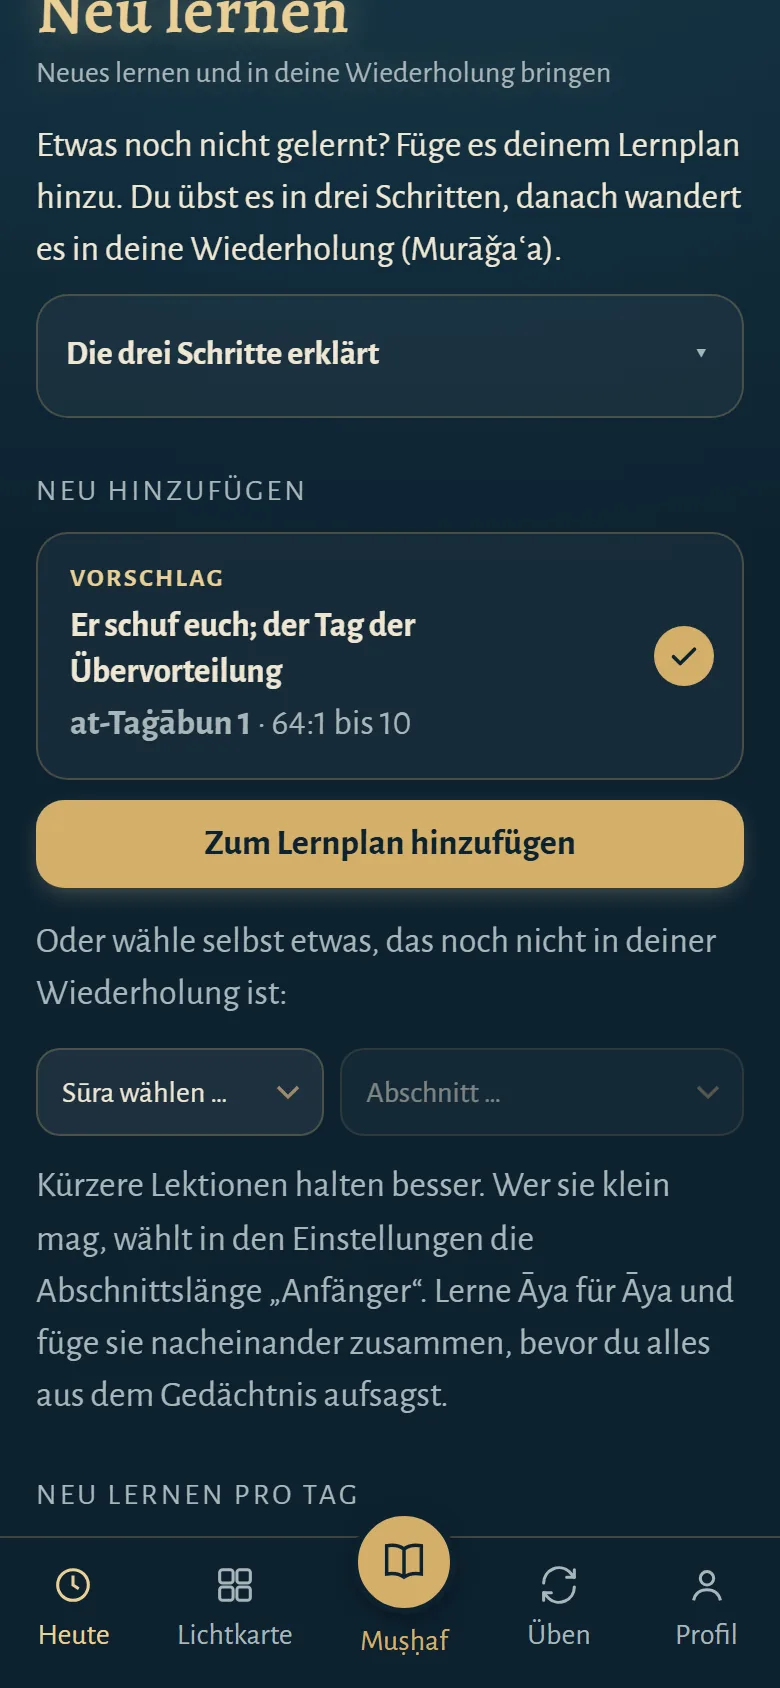 Neu lernen
Neues lernen und in deine Wiederholung bringen
Etwas noch nicht gelernt? Füge es deinem Lernplan
hinzu. Du übst es in drei Schritten, danach wandert
es in deine Wiederholung (Murāǧaʿa).
Die drei Schritte erklärt
NEU HINZUFÜGEN
VORSCHLAG
Er schuf euch; der Tag der
Übervorteilung
at-Taġābun 1 · 64:1 bis 10
Zum Lernplan hinzufügen
Oder wähle selbst etwas, das noch nicht in deiner
Wiederholung ist:
Sūra wählen …
Abschnitt …
Kürzere Lektionen halten besser. Wer sie klein
mag, wählt in den Einstellungen die
Abschnittslänge „Anfänger“. Lerne Āya für Āya und
füge sie nacheinander zusammen, bevor du alles
aus dem Gedächtnis aufsagst.
NEU LERNEN PRO TAG
Heute
Lichtkarte
Muṣḥaf
Üben
Profil